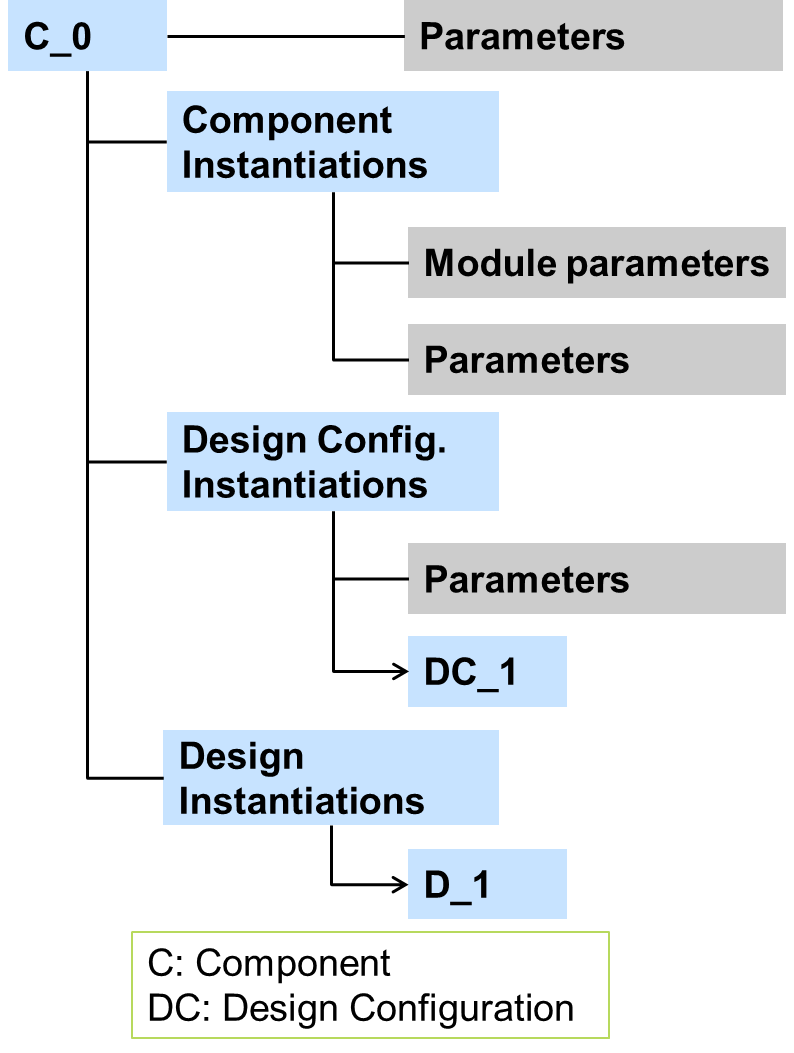 C_0
Parameters
Component
Instantiations
Module parameters
Parameters
Design Config.
Instantiations
Parameters
DC_1
Design
Instantiations
D_1
C: Component
DC: Design Configuration